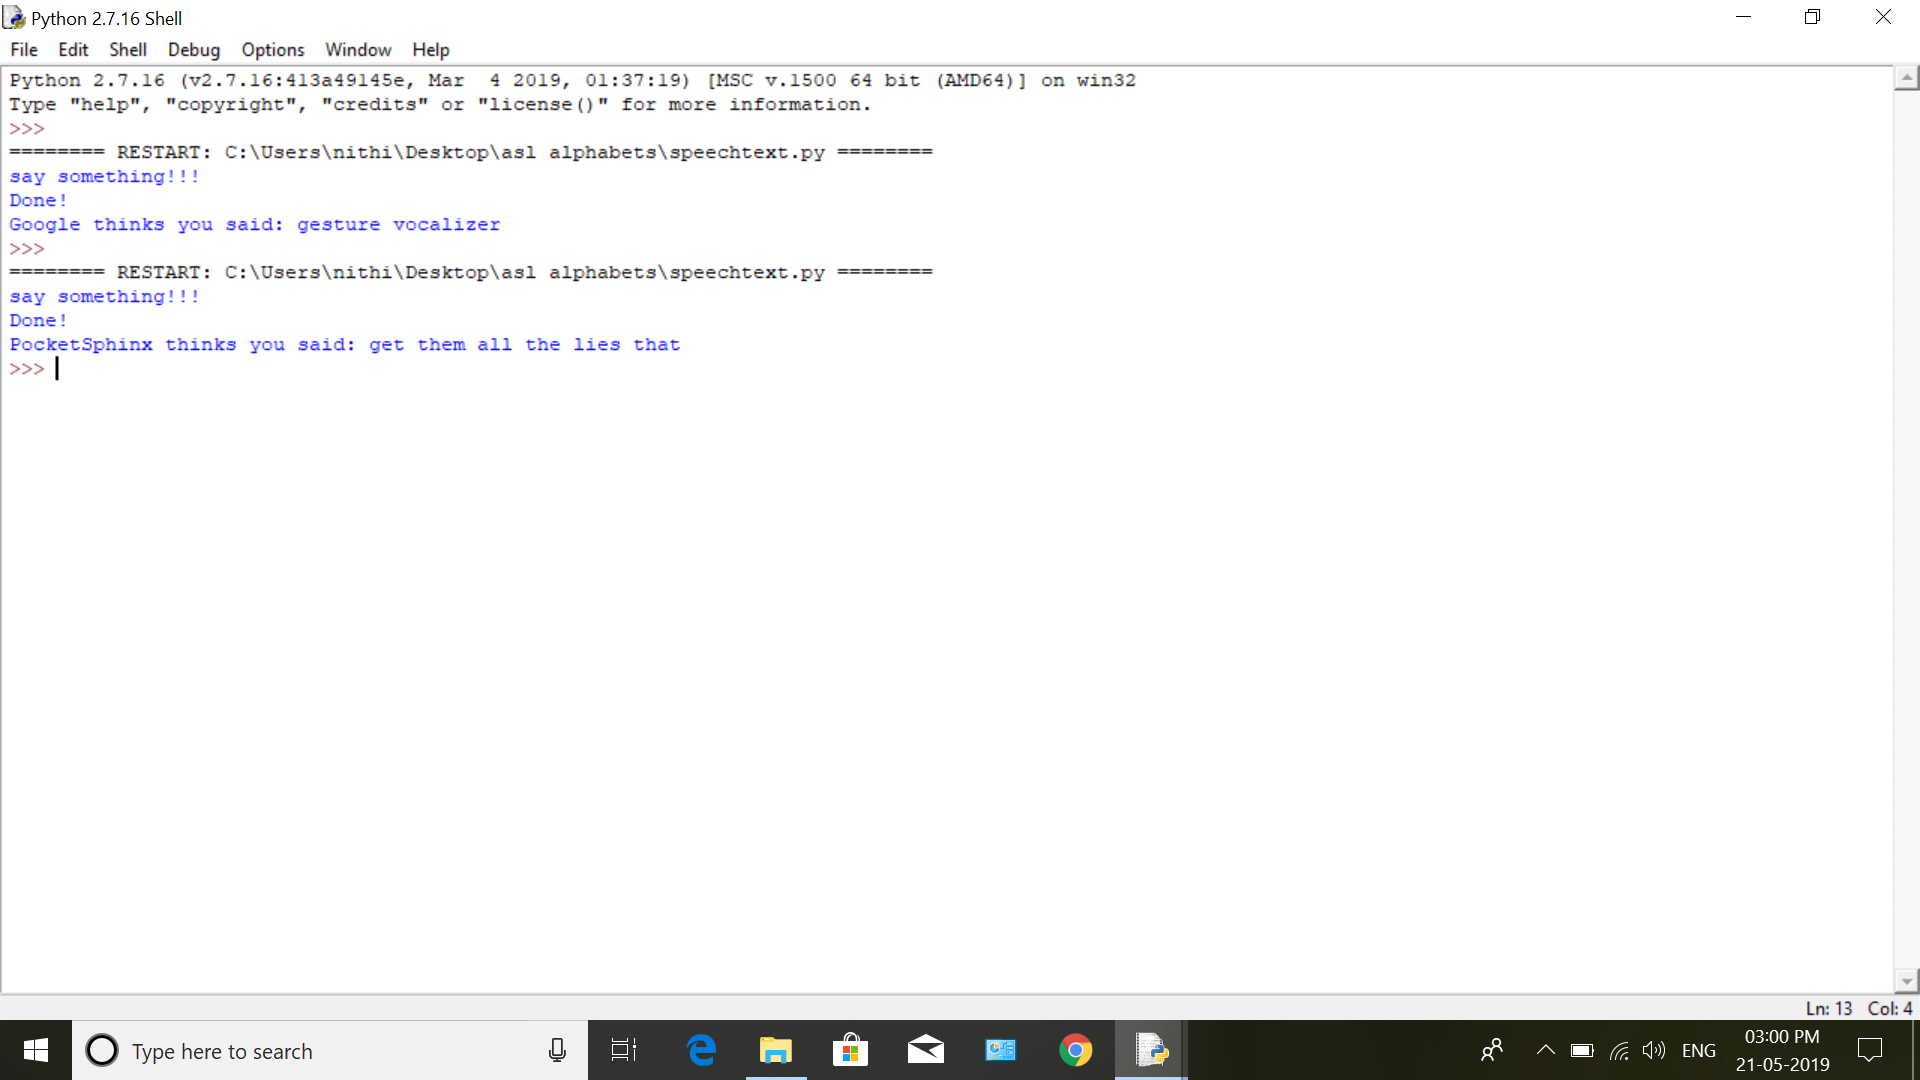 Python 2.7.16 Shell
File Edit Shell Debug Options Window Help
Python 2.7.16 (v2.7.16:413a49145e, Mar  4 2019, 01:37:19) [MSC v.1500 64 bit (AMD64)] on win32
Type "help", "copyright", "credits" or "license()" for more information.
>>>
======== RESTART: C:\Users\nithi\Desktop\asl alphabets\speechtext.py ========
say something!!!
Done!
Google thinks you said: gesture vocalizer
>>>
======== RESTART: C:\Users\nithi\Desktop\asl alphabets\speechtext.py ========
say something!!!
Done!
PocketSphinx thinks you said: get them all the lies that
>>>
Ln: 13 Col: 4
Type here to search
ENG
03:00 PM
21-05-2019